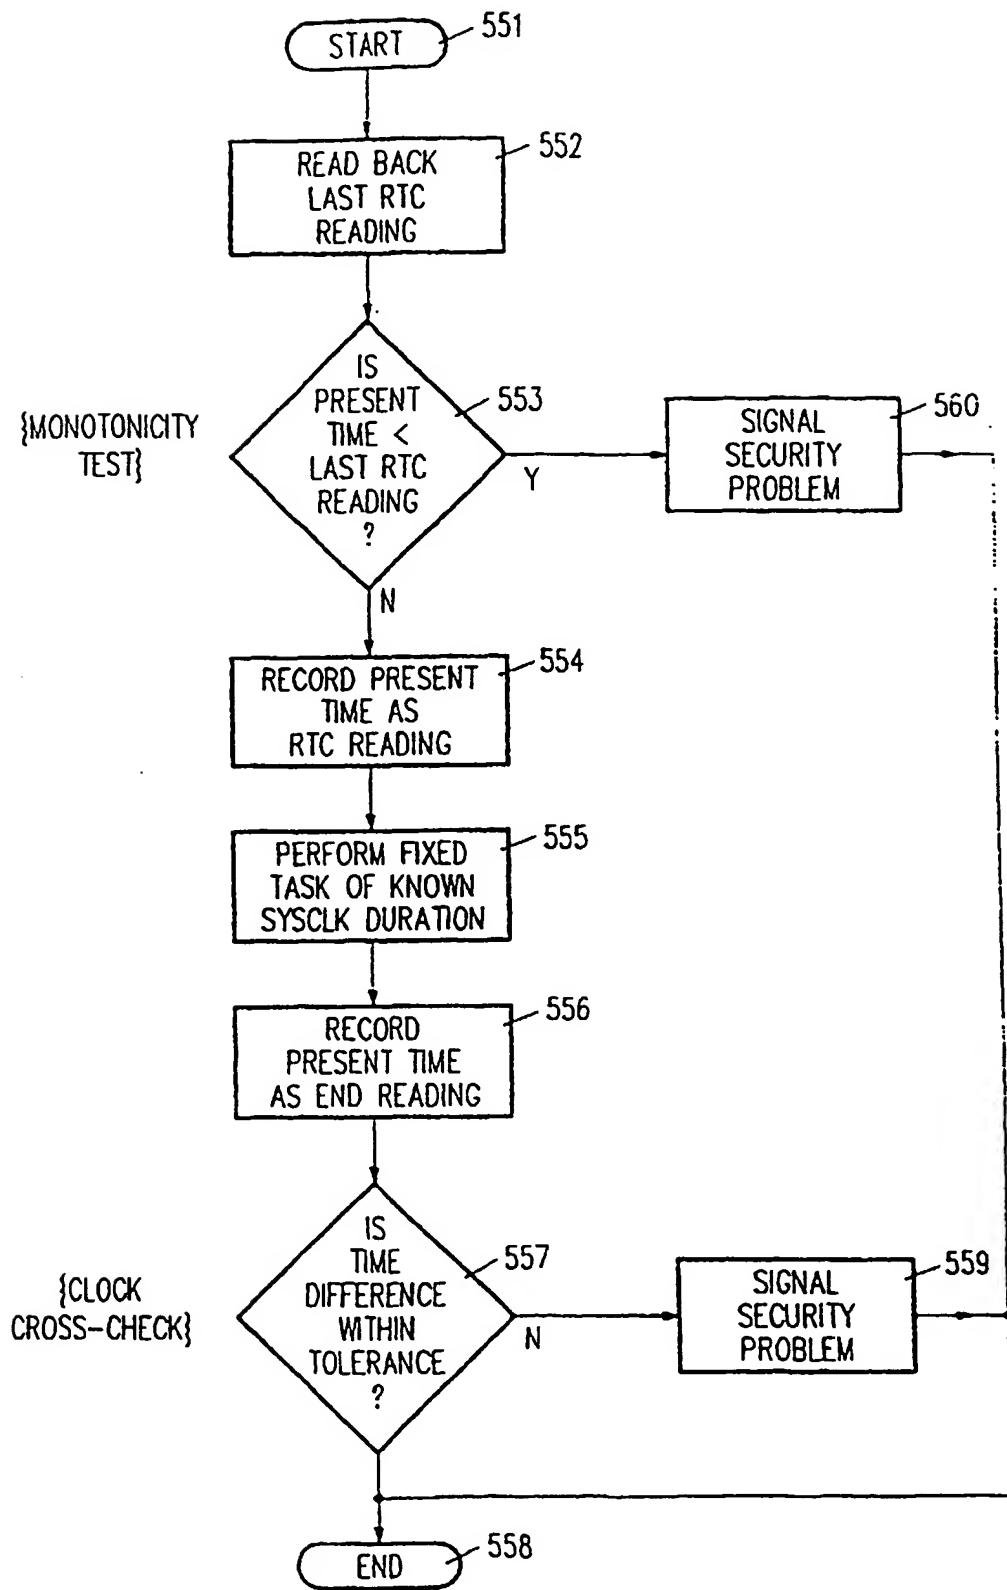 START
551
READ BACK
LAST RTC
READING
552
{MONOTONICITY
TEST}
IS
PRESENT
TIME <
LAST RTC
READING
?
553
Y
N
SIGNAL
SECURITY
PROBLEM
560
RECORD PRESENT
TIME AS
RTC READING
554
PERFORM FIXED
TASK OF KNOWN
SYSCLK DURATION
555
RECORD
PRESENT TIME
AS END READING
556
{CLOCK
CROSS-CHECK}
IS
TIME
DIFFERENCE
WITHIN
TOLERANCE
?
557
N
SIGNAL
SECURITY
PROBLEM
559
END
558